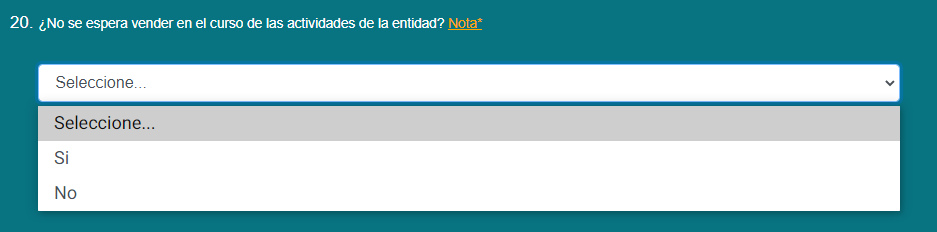 20. ¿No se espera vender en el curso de las actividades de la entidad? Nota*
Seleccione...
Seleccione...
Si
No